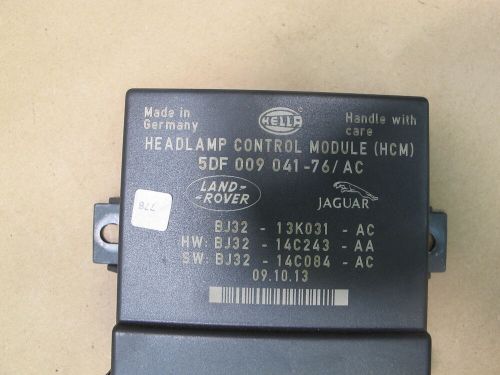 Made in
Germany
HELLA
Handle with
care
HEADLAMP CONTROL MODULE (HCM)
5DF 009 041-76/ AC
LAND-
-ROVER
JAGUAR
778
BJ32 - 13K031 - AC
HW: BJ32 - 14C243 - AA
SW: BJ32 - 14C084 - AC
09.10.13